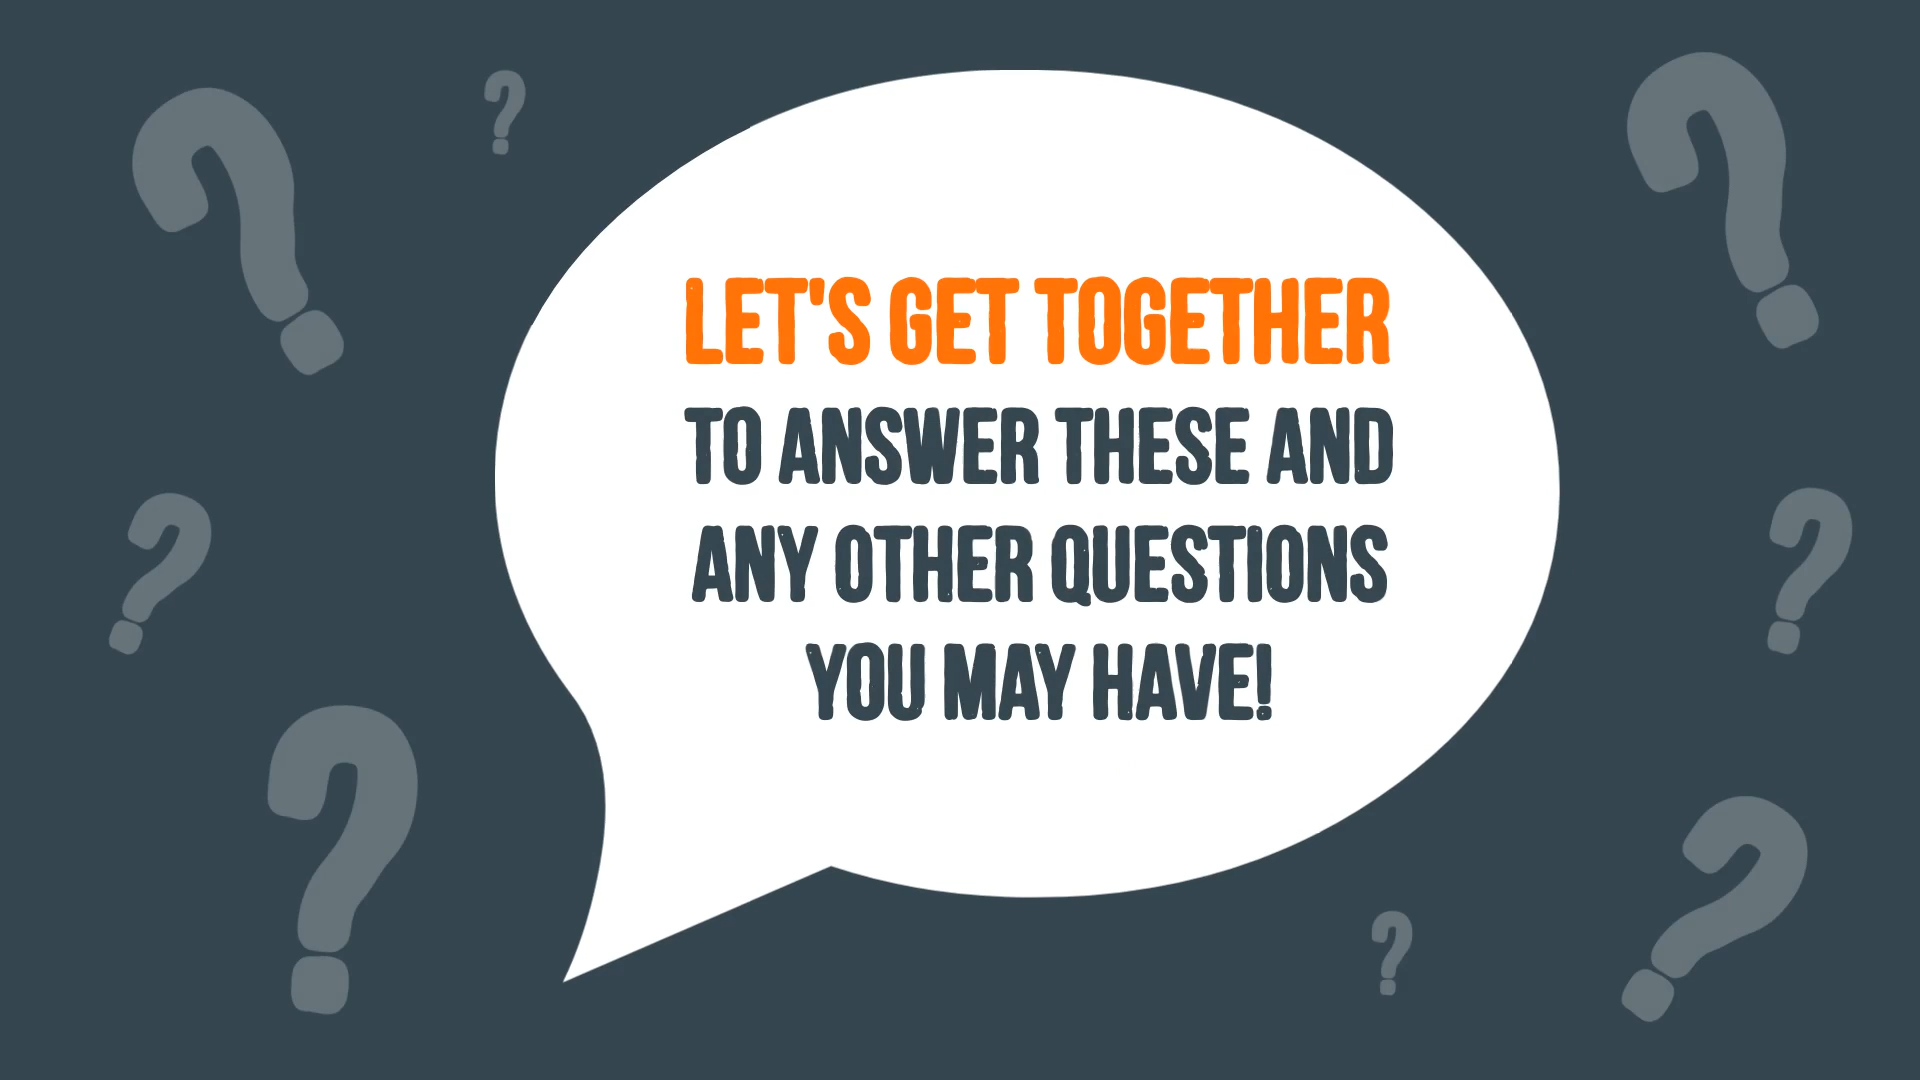 LET'S GET TOGETHER
TO ANSWER THESE AND
ANY OTHER QUESTIONS
YOU MAY HAVE!